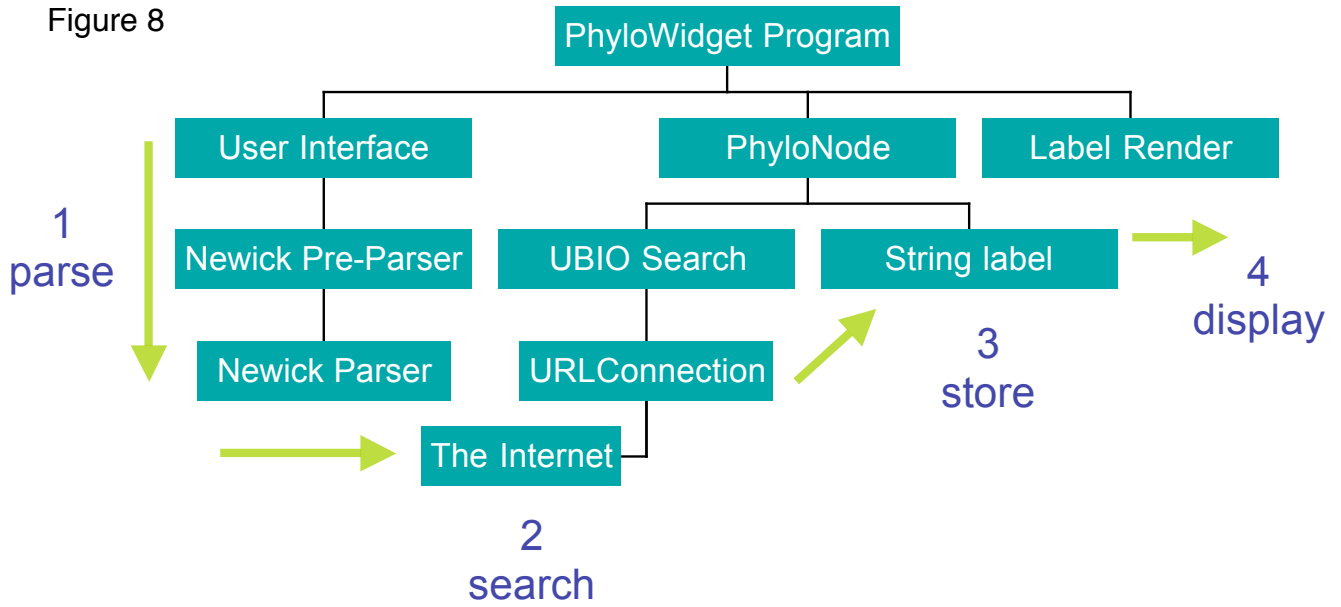 Figure 8
PhyloWidget Program
User Interface
PhyloNode
Label Render
1
parse
Newick Pre-Parser
UBIO Search
String label
4
display
Newick Parser
URLConnection
3
store
The Internet
2
search